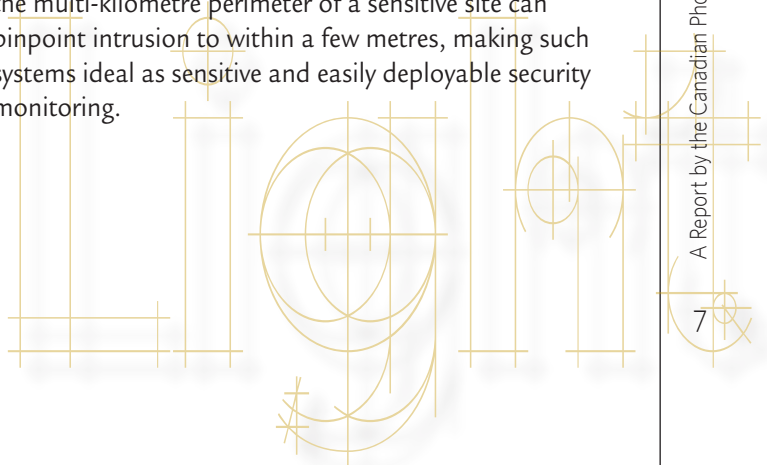 the multi-kilometre perimeter of a sensitive site can
pinpoint intrusion to within a few metres, making such
systems ideal as sensitive and easily deployable security
monitoring.
Light
A Report by the Canadian
7